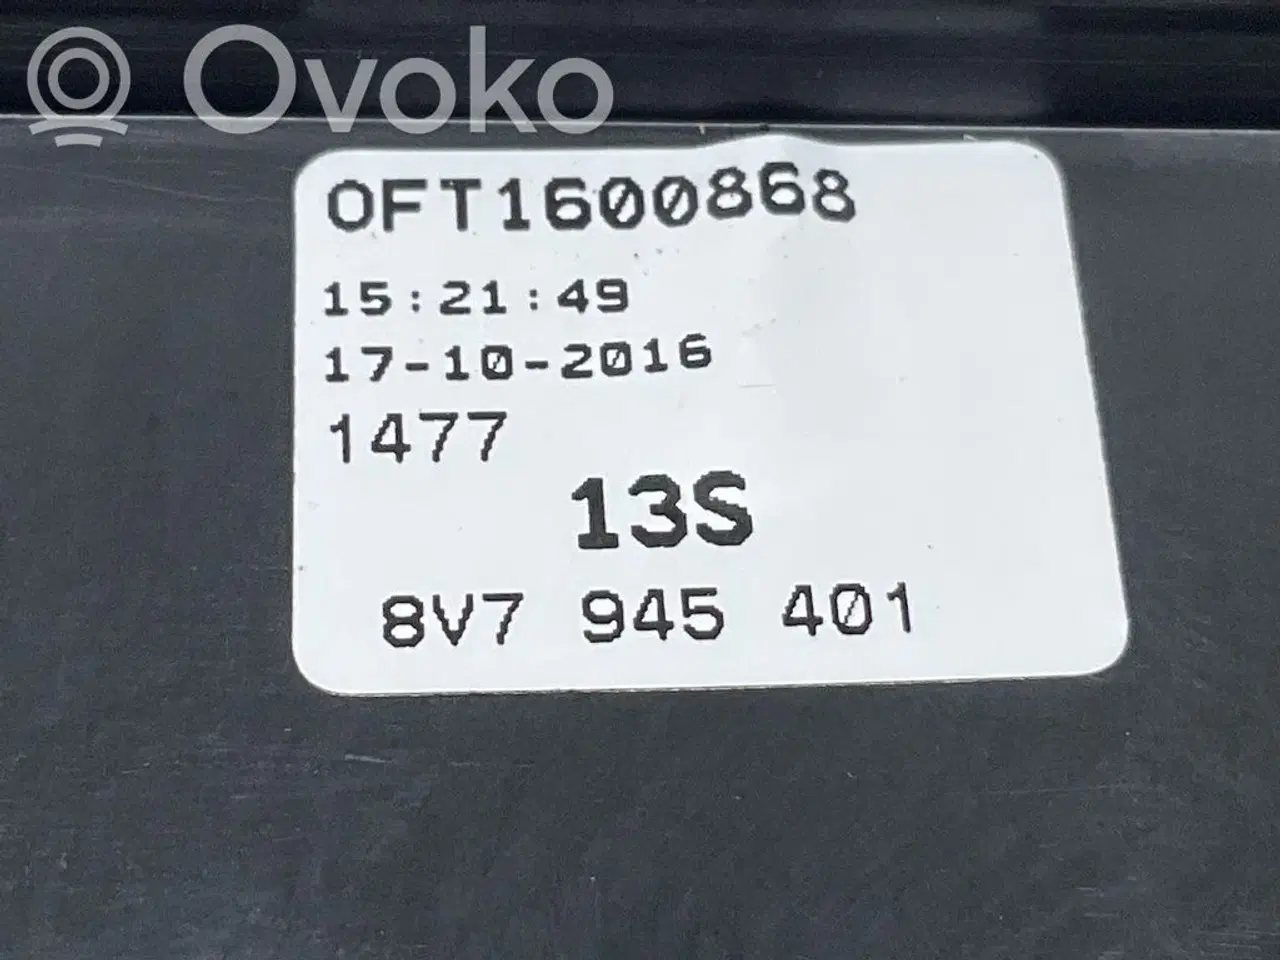 Ovoko
OFT1600868
15:21:49
17-10-2016
1477
13S
8V7 945 401